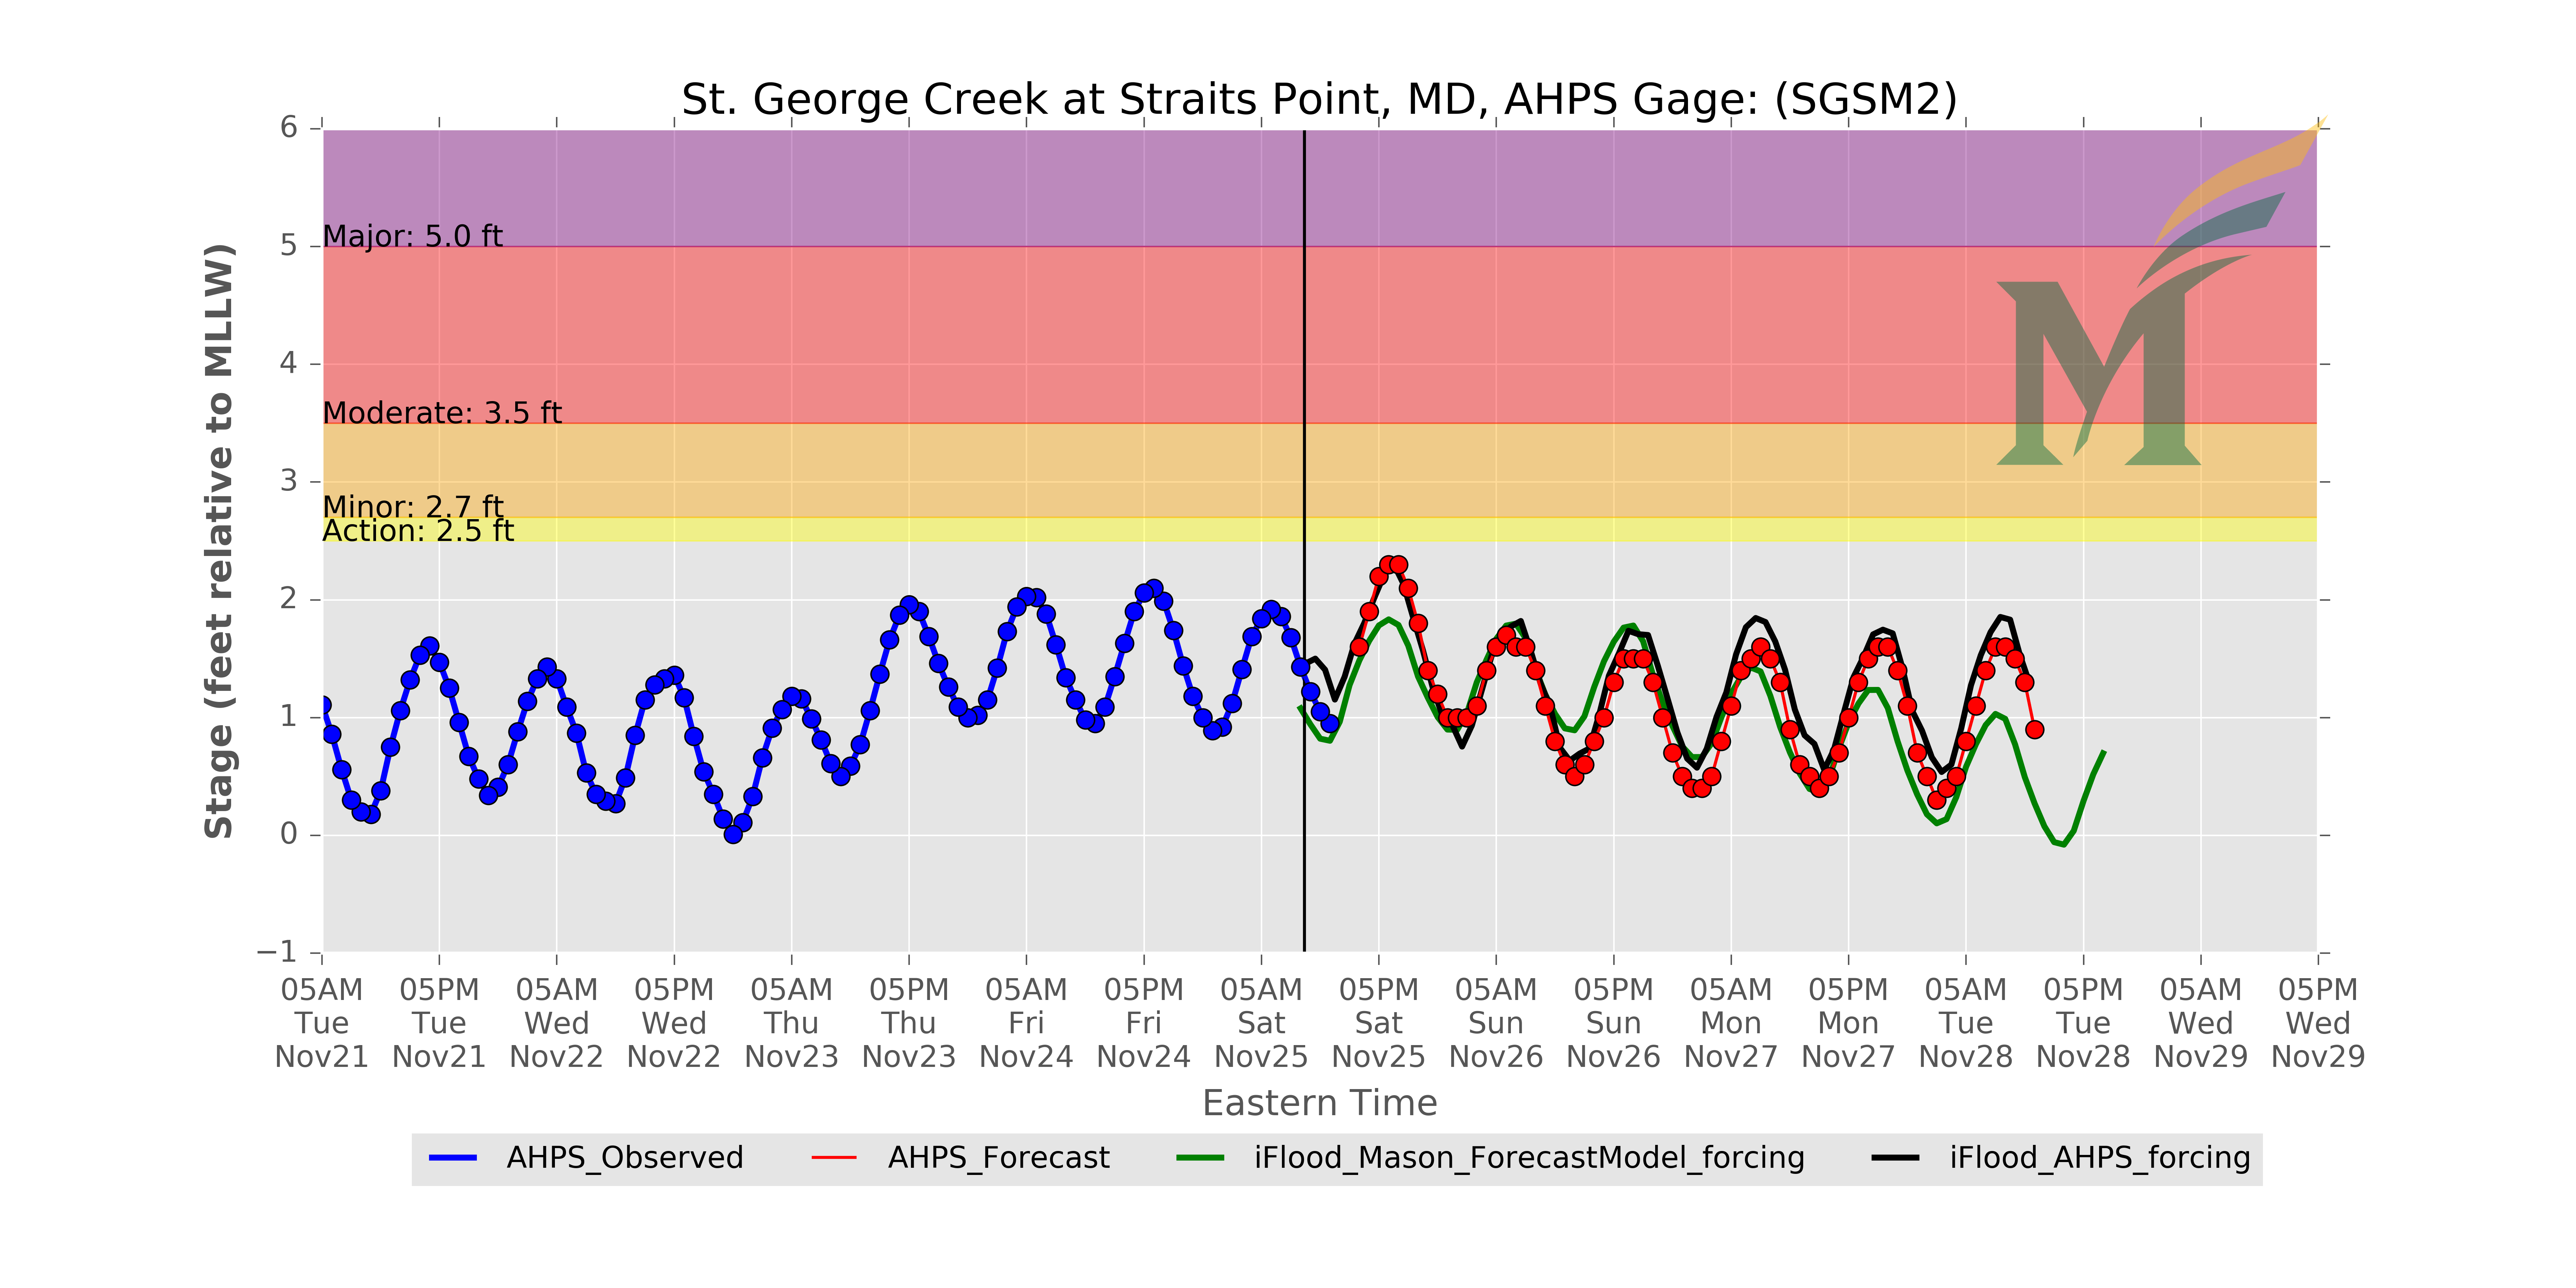 St. George Creek at Straits Point, MD, AHPS Gage: (SGSM2)
Stage (feet relative to MLLW)
6
5
4
3
2
1
0
−1
Major: 5.0 ft
Moderate: 3.5 ft
Minor: 2.7 ft
Action: 2.5 ft
M
05AM 05PM 05AM 05PM 05AM 05PM 05AM 05PM 05AM 05PM 05AM 05PM 05AM 05PM 05AM 05PM 05AM 05PM
Tue Tue Wed Wed Thu Thu Fri Fri Sat Sat Sun Sun Mon Mon Tue Tue Wed Wed
Nov21 Nov21 Nov22 Nov22 Nov23 Nov23 Nov24 Nov24 Nov25 Nov25 Nov26 Nov26 Nov27 Nov27 Nov28 Nov28 Nov29 Nov29
Eastern Time
AHPS_Observed AHPS_Forecast iFlood_Mason_ForecastModel_forcing iFlood_AHPS_forcing